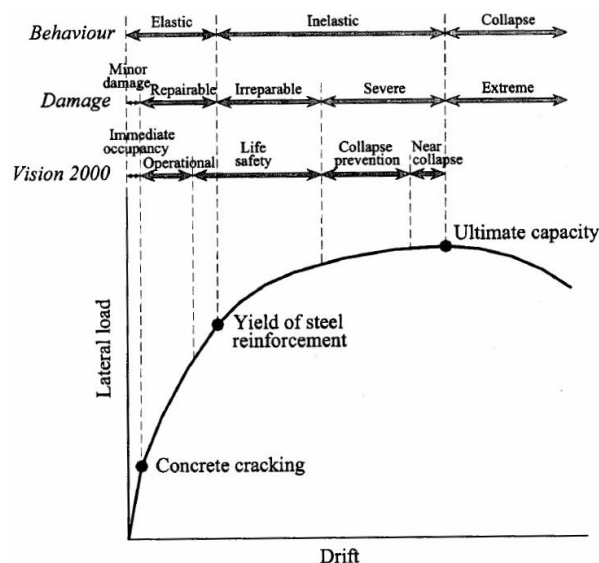 Behaviour
Elastic
Inelastic
Collapse
Damage
Minor
damage
Repairable
Irreparable
Severe
Extreme
Vision 2000
Immediate
occupancy
Operational
Life
safety
Collapse
prevention
Near
collapse
Ultimate capacity
Yield of steel
reinforcement
Concrete cracking
Lateral load
Drift